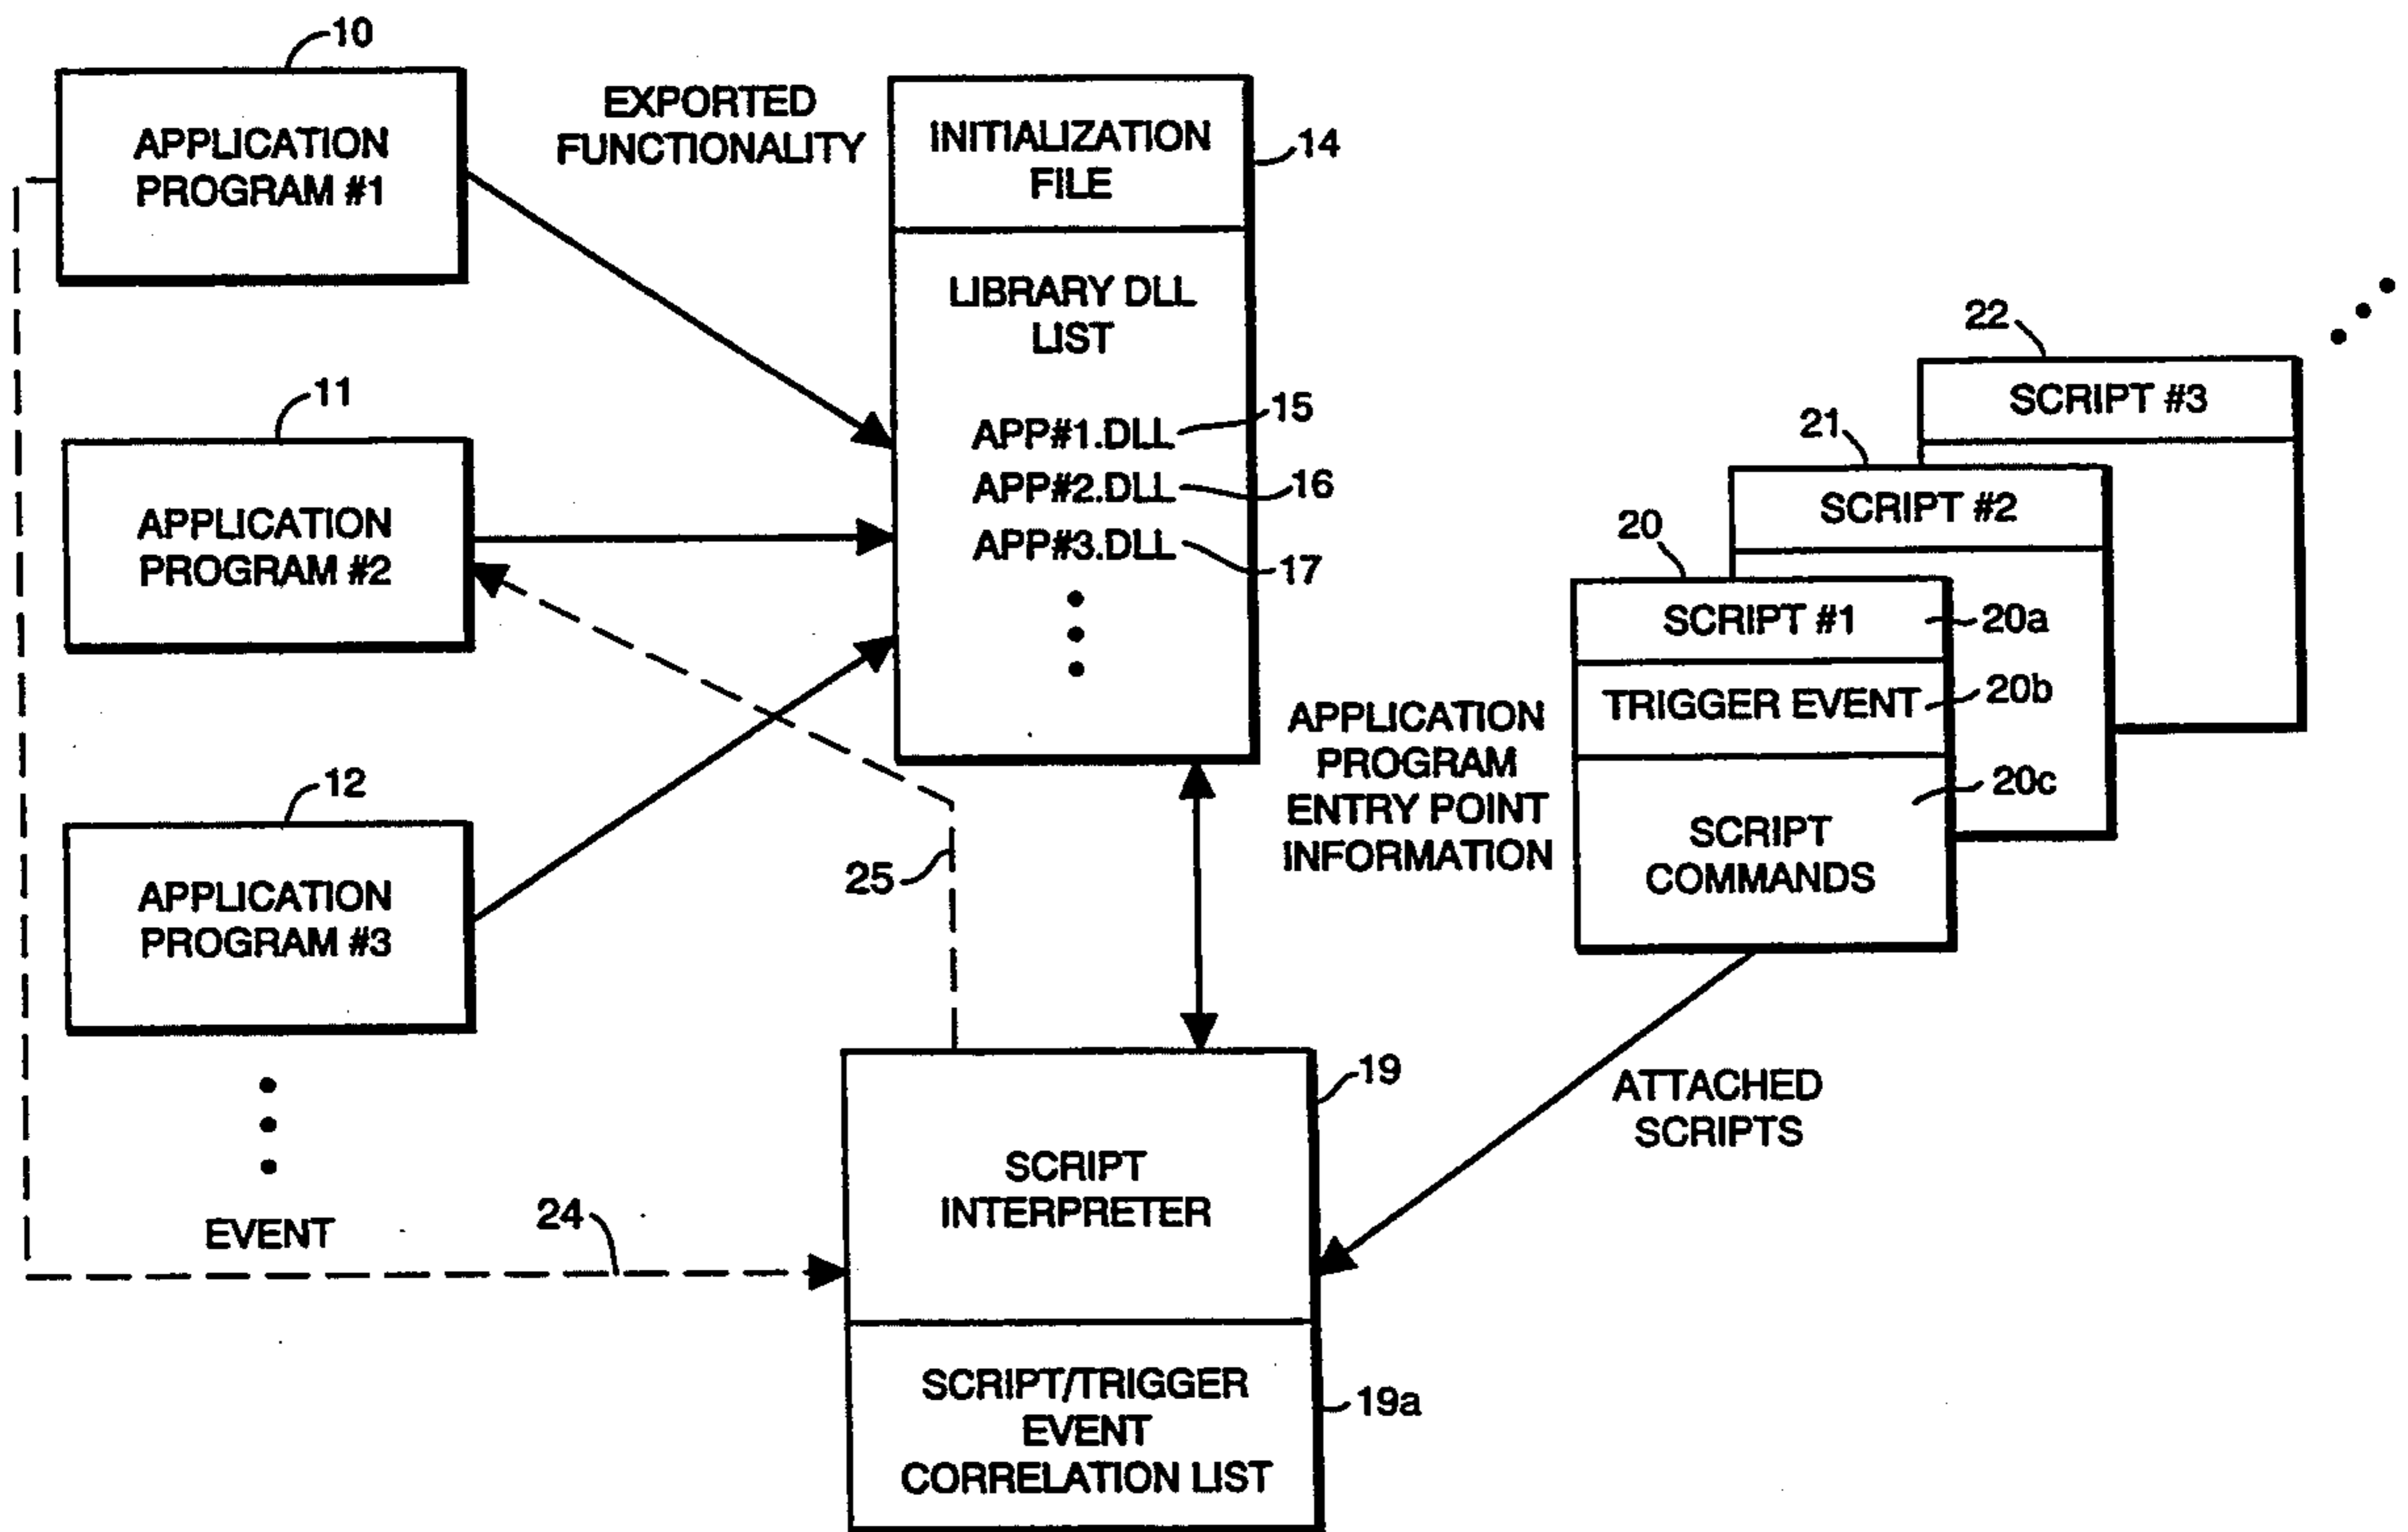 10
APPLICATION
PROGRAM #1
EXPORTED
FUNCTIONALITY
INITIALIZATION
FILE
14
LIBRARY DLL
LIST
APP#1.DLL
15
APP#2.DLL
16
APP#3.DLL
17
11
APPLICATION
PROGRAM #2
12
APPLICATION
PROGRAM #3
22
SCRIPT #3
21
SCRIPT #2
20
SCRIPT #1
20a
TRIGGER EVENT
20b
SCRIPT
COMMANDS
20c
APPLICATION
PROGRAM
ENTRY POINT
INFORMATION
25
ATTACHED
SCRIPTS
EVENT
24
19
SCRIPT
INTERPRETER
SCRIPT/TRIGGER
EVENT
CORRELATION LIST
19a